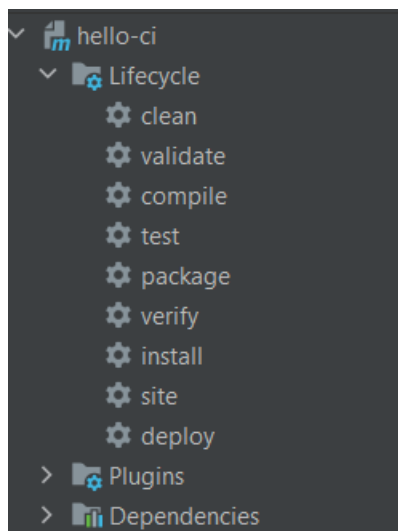 hello-ci
Lifecycle
clean
validate
compile
test
package
verify
install
site
deploy
Plugins
Dependencies